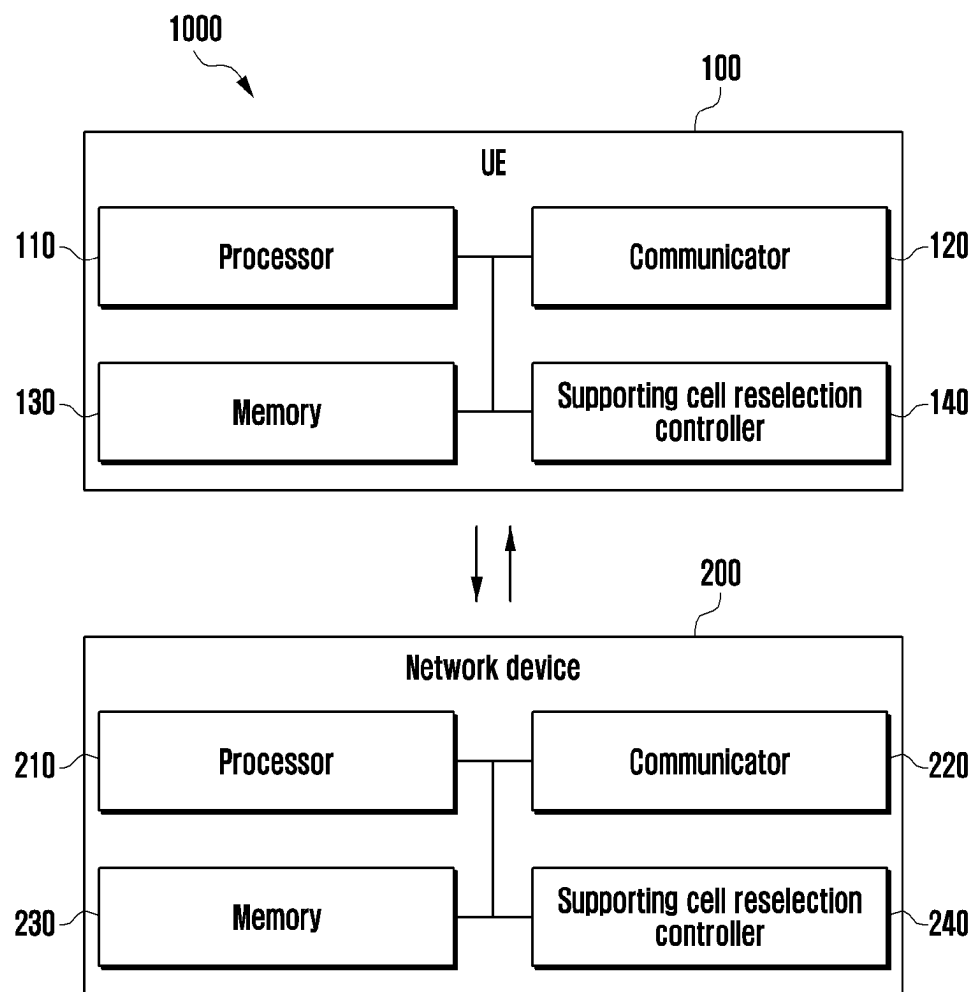 1000
100
UE
110
Processor
Communicator
120
130
Memory
Supporting cell reselection
controller
140
200
Network device
210
Processor
Communicator
220
230
Memory
Supporting cell reselection
controller
240